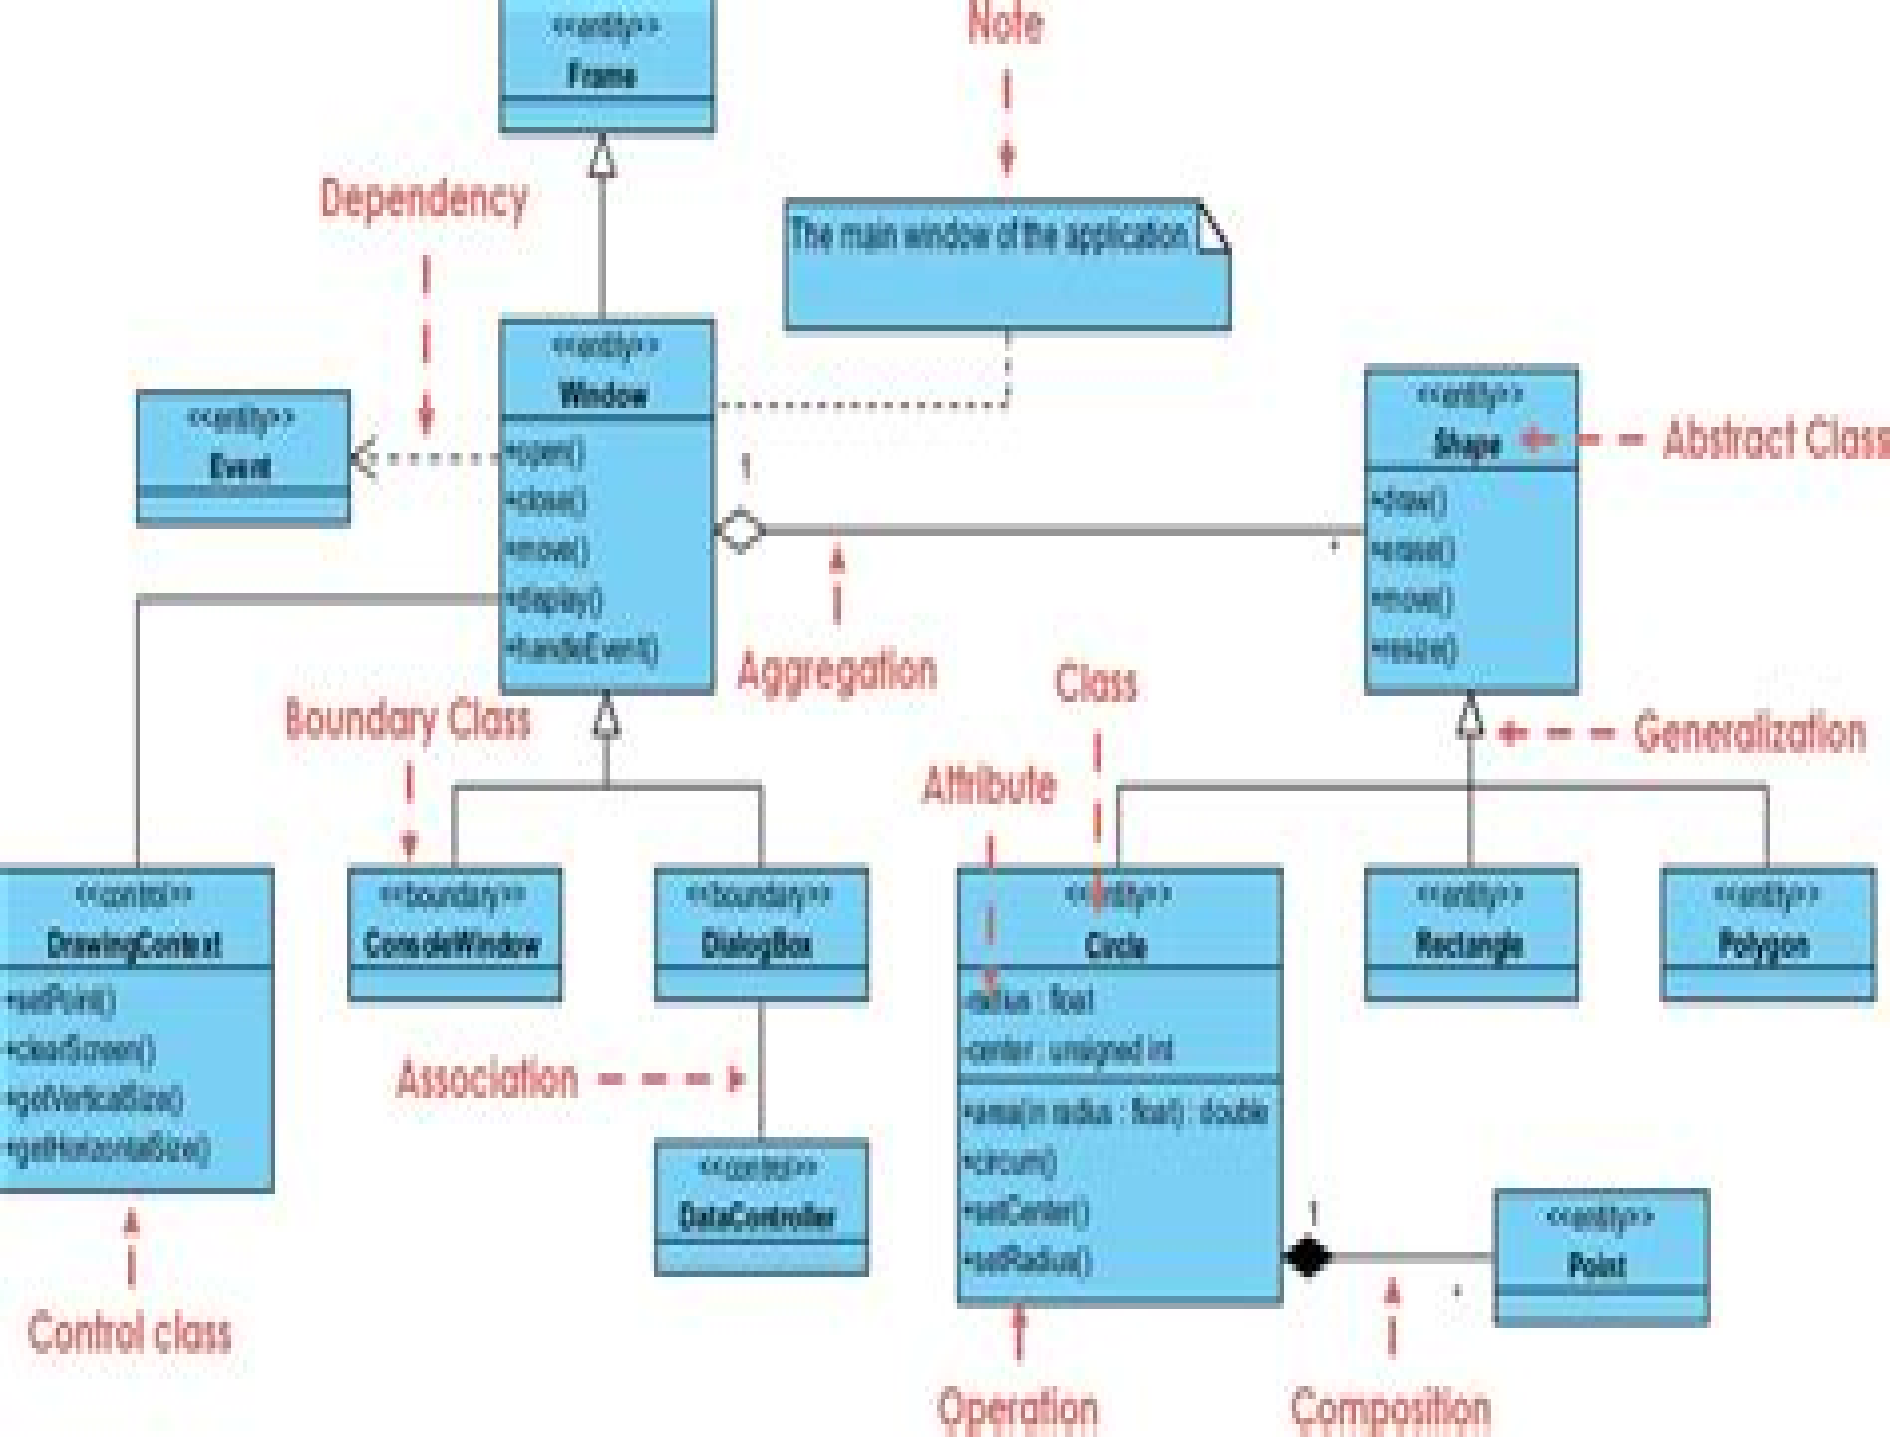 <<entity>>
Frame
Note
Dependency
The main window of the application.
<<entity>>
Window
+open()
+close()
+move()
+display()
+handleEvent()
<<entity>>
Event
1
*
<<entity>>
Shape
+draw()
+erase()
+move()
+resize()
Abstract Class
Aggregation
Class
Boundary Class
Generalization
Attribute
<<control>>
DrawingContext
+setPoint()
+clearScreen()
+getVerticalSize()
+getHorizontalSize()
<<boundary>>
ConsoleWindow
<<boundary>>
DialogBox
<<entity>>
Circle
-radius : float
-center : unsigned int
+area(in radius : float) : double
+circum()
+setCenter()
+setRadius()
<<entity>>
Rectangle
<<entity>>
Polygon
Association
<<control>>
DataController
1
*
<<entity>>
Point
Control class
Operation
Composition